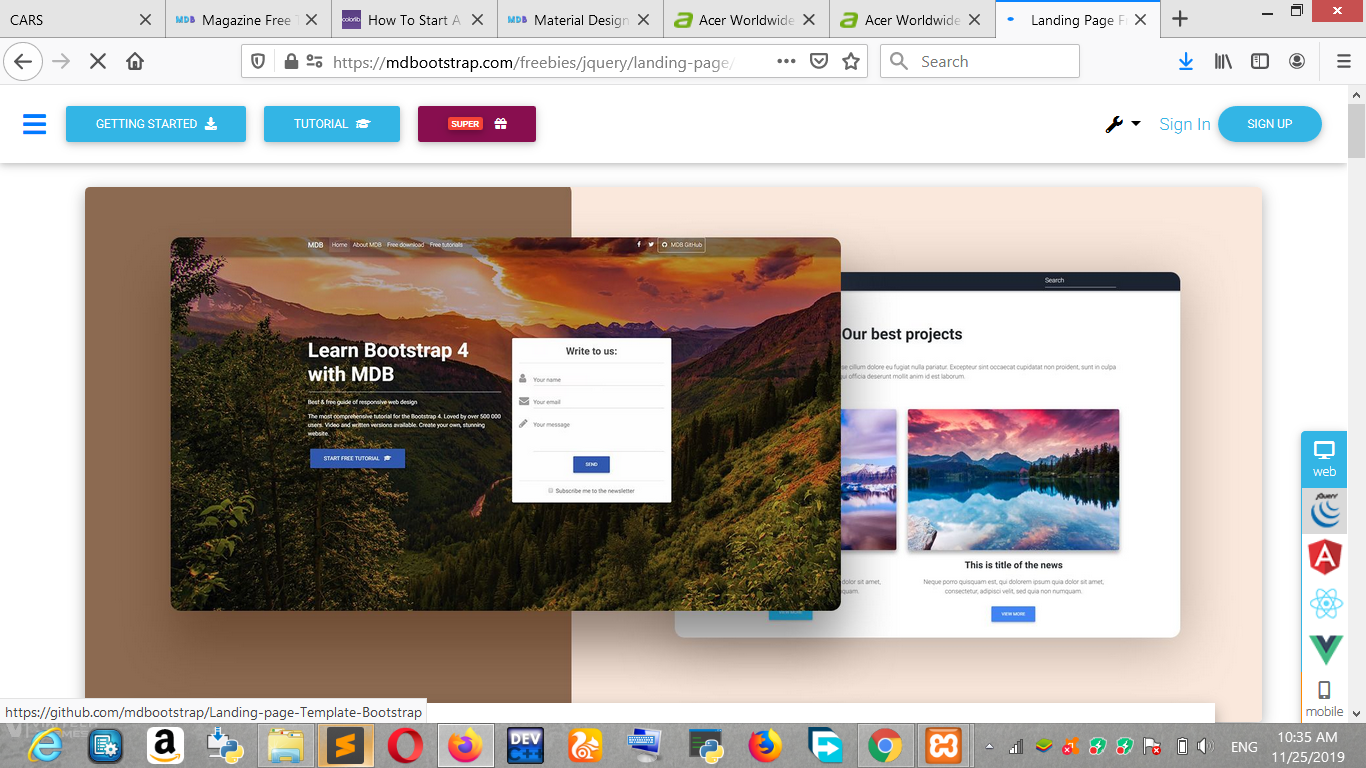 CARS
Magazine Free T
How To Start A
Material Design
Acer Worldwide
Acer Worldwide
Landing Page Fr
https://mdbootstrap.com/freebies/jquery/landing-page/
Search
GETTING STARTED
TUTORIAL
SUPER
Sign In
SIGN UP
MDB Home About MDB Free download Free tutorials
MDB GitHub
Search
Learn Bootstrap 4
with MDB
Best & free guide of responsive web design
The most comprehensive tutorial for the Bootstrap 4. Loved by over 500 000
users. Video and written versions available. Create your own, stunning
website.
START FREE TUTORIAL
Write to us:
Your name
Your email
Your message
SEND
Subscribe me to the newsletter
Our best projects
se cillum dolore eu fugiat nulla pariatur. Excepteur sint occaecat cupidatat non proident, sunt in culpa
qui officia deserunt mollit anim id est laborum.
This is title of the news
dolor sit amet,
quam.
Neque porro quisquam est, qui dolorem ipsum quia dolor sit amet,
consectetur, adipisci velit, sed quia non numquam.
VIEW MORE
web
jQuery
mobile
https://github.com/mdbootstrap/Landing-page-Template-Bootstrap
DEV
C++
ENG
10:35 AM
11/25/2019